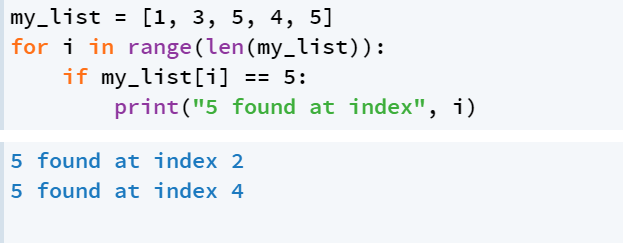 my_list = [1, 3, 5, 4, 5]
for i in range(len(my_list)):
    if my_list[i] == 5:
        print("5 found at index", i)
5 found at index 2
5 found at index 4